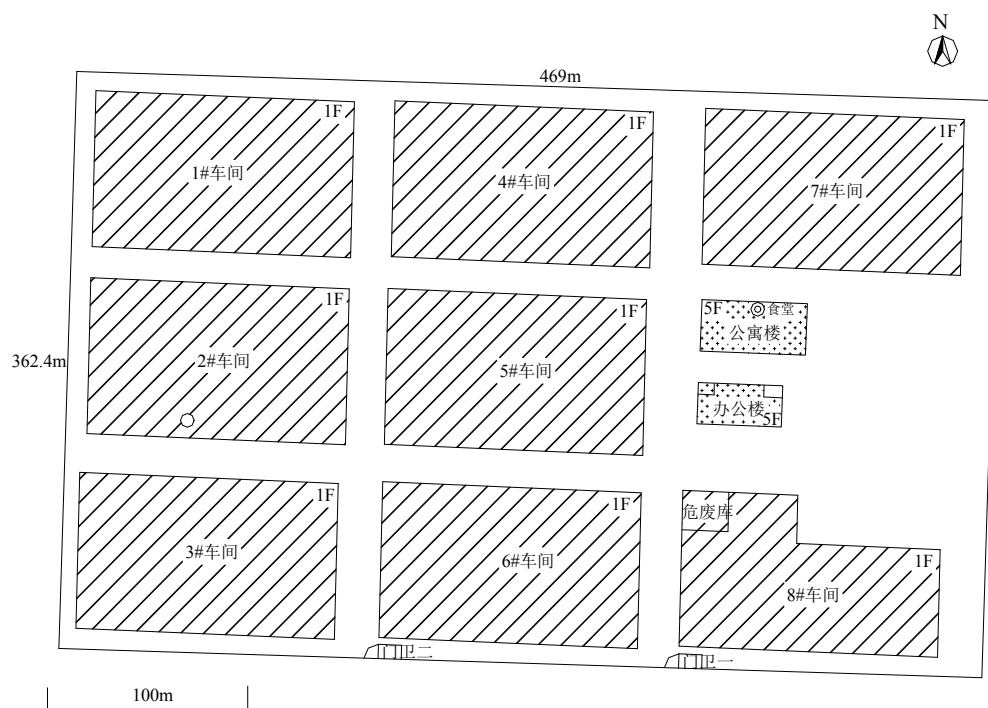 N
469m
1F
1F
1F
1#车间
4#车间
7#车间
1F
1F
5F
食堂
公寓楼
362.4m
2#车间
5#车间
办公楼
5F
1F
1F
危废库
3#车间
6#车间
1F
8#车间
门卫二
门卫一
100m